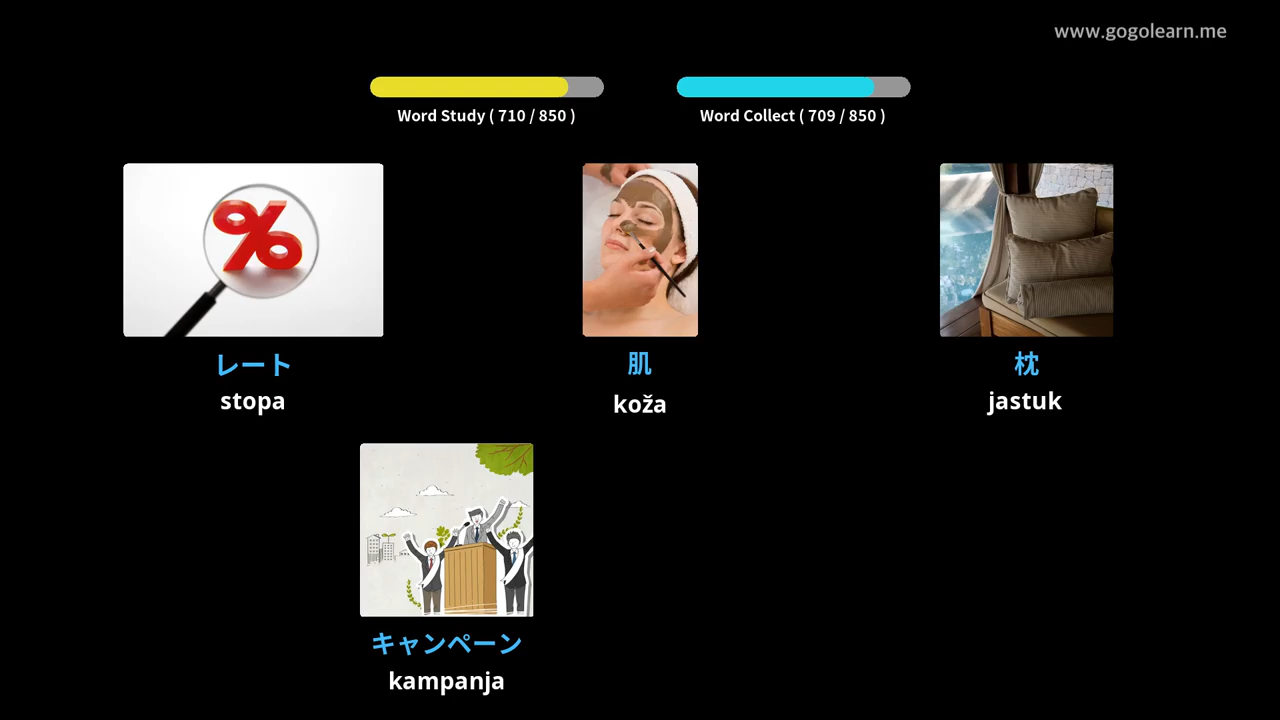 www.gogolearn.me
Word Study ( 710 / 850 )
Word Collect ( 709 / 850 )
%
レート
stopa
肌
koža
枕
jastuk
キャンペーン
kampanja